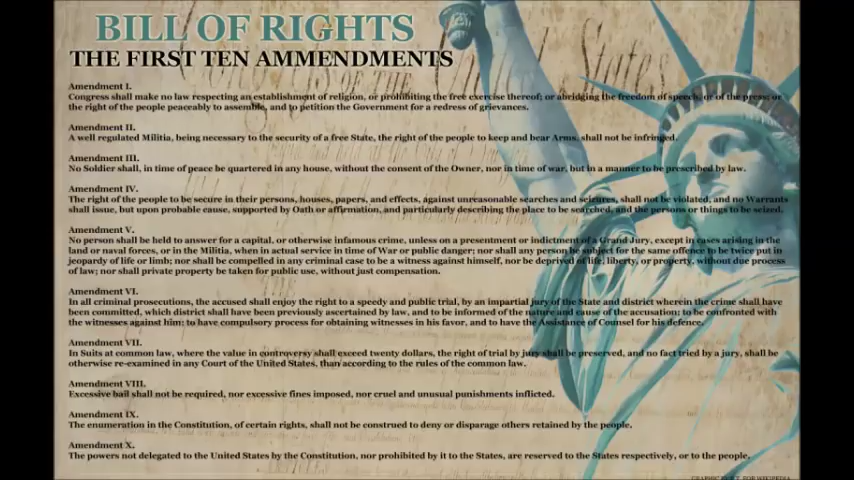 BILL OF RIGHTS
THE FIRST TEN AMMENDMENTS
Amendment I.
Congress shall make no law respecting an establishment of religion, or prohibiting the free exercise thereof; or abridging the freedom of speech, or of the press; or
the right of the people peaceably to assemble, and to petition the Government for a redress of grievances.
Amendment II.
A well regulated Militia, being necessary to the security of a free State, the right of the people to keep and bear Arms, shall not be infringed.
Amendment III.
No Soldier shall, in time of peace be quartered in any house, without the consent of the Owner, nor in time of war, but in a manner to be prescribed by law.
Amendment IV.
The right of the people to be secure in their persons, houses, papers, and effects, against unreasonable searches and seizures, shall not be violated, and no Warrants
shall issue, but upon probable cause, supported by Oath or affirmation, and particularly describing the place to be searched, and the persons or things to be seized.
Amendment V.
No person shall be held to answer for a capital, or otherwise infamous crime, unless on a presentment or indictment of a Grand Jury, except in cases arising in the
land or naval forces, or in the Militia, when in actual service in time of War or public danger; nor shall any person be subject for the same offence to be twice put in
jeopardy of life or limb; nor shall be compelled in any criminal case to be a witness against himself, nor be deprived of life, liberty, or property, without due process
of law; nor shall private property be taken for public use, without just compensation.
Amendment VI.
In all criminal prosecutions, the accused shall enjoy the right to a speedy and public trial, by an impartial jury of the State and district wherein the crime shall have
been committed, which district shall have been previously ascertained by law, and to be informed of the nature and cause of the accusation; to be confronted with
the witnesses against him; to have compulsory process for obtaining witnesses in his favor, and to have the Assistance of Counsel for his defence.
Amendment VII.
In Suits at common law, where the value in controversy shall exceed twenty dollars, the right of trial by jury shall be preserved, and no fact tried by a jury, shall be
otherwise re-examined in any Court of the United States, than according to the rules of the common law.
Amendment VIII.
Excessive bail shall not be required, nor excessive fines imposed, nor cruel and unusual punishments inflicted.
Amendment IX.
The enumeration in the Constitution, of certain rights, shall not be construed to deny or disparage others retained by the people.
Amendment X.
The powers not delegated to the United States by the Constitution, nor prohibited by it to the States, are reserved to the States respectively, or to the people.